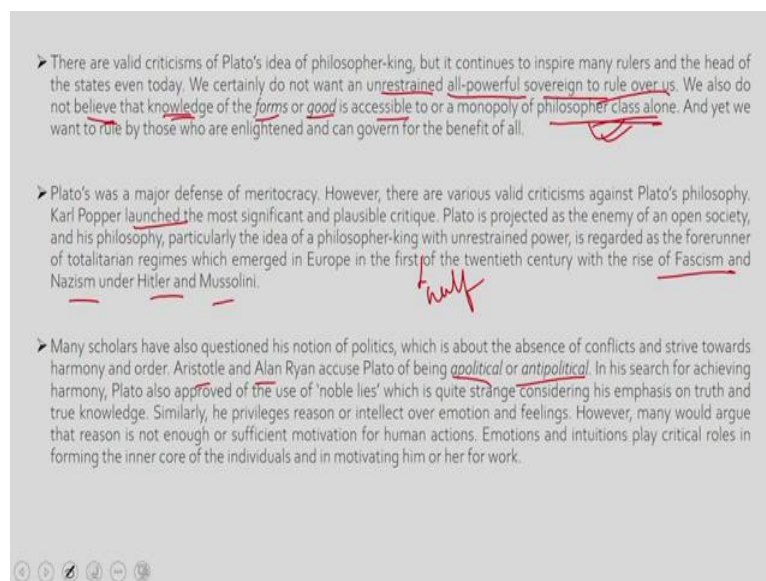 ➤ There are valid criticisms of Plato's idea of philosopher-king, but it continues to inspire many rulers and the head of
the states even today. We certainly do not want an unrestrained all-powerful sovereign to rule over us. We also do
not believe that knowledge of the forms or good is accessible to or a monopoly of philosopher class alone. And yet we
want to rule by those who are enlightened and can govern for the benefit of all.
➤ Plato's was a major defense of meritocracy. However, there are various valid criticisms against Plato's philosophy.
Karl Popper launched the most significant and plausible critique. Plato is projected as the enemy of an open society,
and his philosophy, particularly the idea of a philosopher-king with unrestrained power, is regarded as the forerunner
of totalitarian regimes which emerged in Europe in the first of the twentieth century with the rise of Fascism and
Nazism under Hitler and Mussolini.
half
➤ Many scholars have also questioned his notion of politics, which is about the absence of conflicts and strive towards
harmony and order. Aristotle and Alan Ryan accuse Plato of being apolitical or antipolitical. In his search for achieving
harmony, Plato also approved of the use of 'noble lies' which is quite strange considering his emphasis on truth and
true knowledge. Similarly, he privileges reason or intellect over emotion and feelings. However, many would argue
that reason is not enough or sufficient motivation for human actions. Emotions and intuitions play critical roles in
forming the inner core of the individuals and in motivating him or her for work.